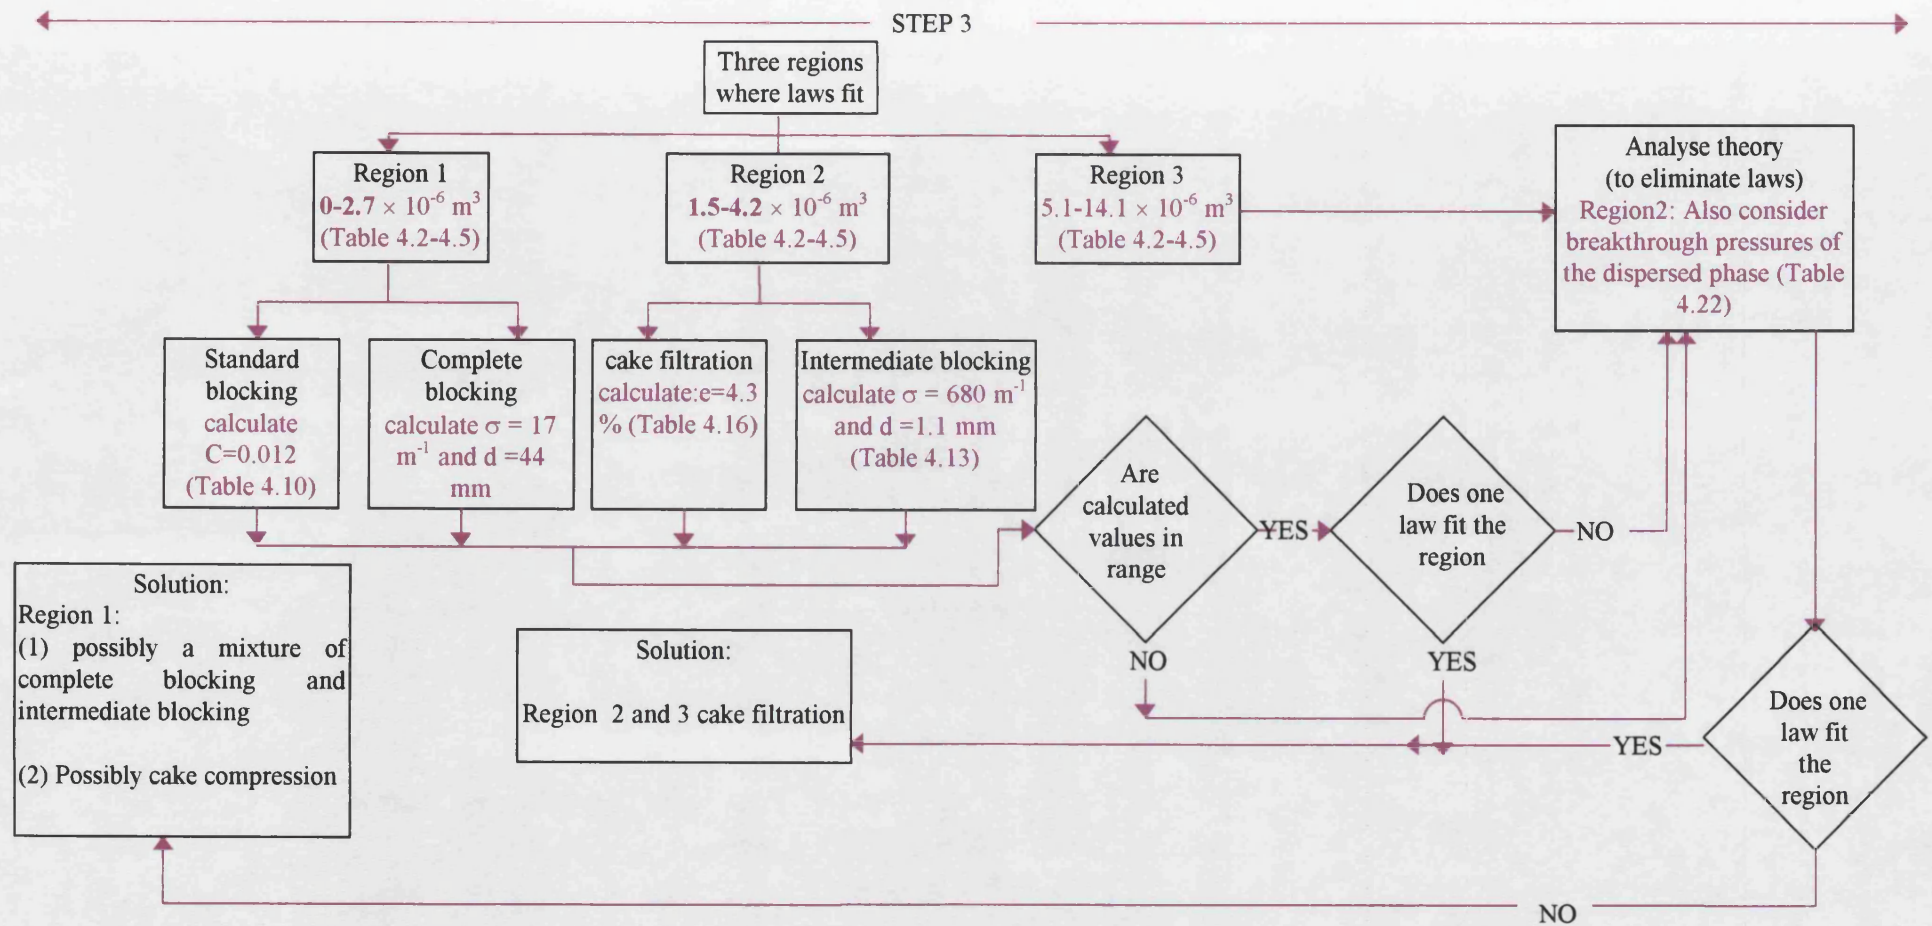 STEP 3
Three regions
where laws fit
Region 1
0-2.7 × 10⁻⁶ m³
(Table 4.2-4.5)
Region 2
1.5-4.2 × 10⁻⁶ m³
(Table 4.2-4.5)
Region 3
5.1-14.1 × 10⁻⁶ m³
(Table 4.2-4.5)
Analyse theory
(to eliminate laws)
Region2: Also consider
breakthrough pressures of
the dispersed phase (Table
4.22)
Standard
blocking
calculate
C=0.012
(Table 4.10)
Complete
blocking
calculate σ = 17
m⁻¹ and d =44
mm
cake filtration
calculate:e=4.3
% (Table 4.16)
Intermediate blocking
calculate σ = 680 m⁻¹
and d =1.1 mm
(Table 4.13)
Are
calculated
values in
range
YES
Does one
law fit the
region
NO
NO
YES
Solution:
Region 1:
(1) possibly a mixture of
complete blocking and
intermediate blocking
(2) Possibly cake compression
Solution:
Region 2 and 3 cake filtration
YES
Does one
law fit
the
region
NO